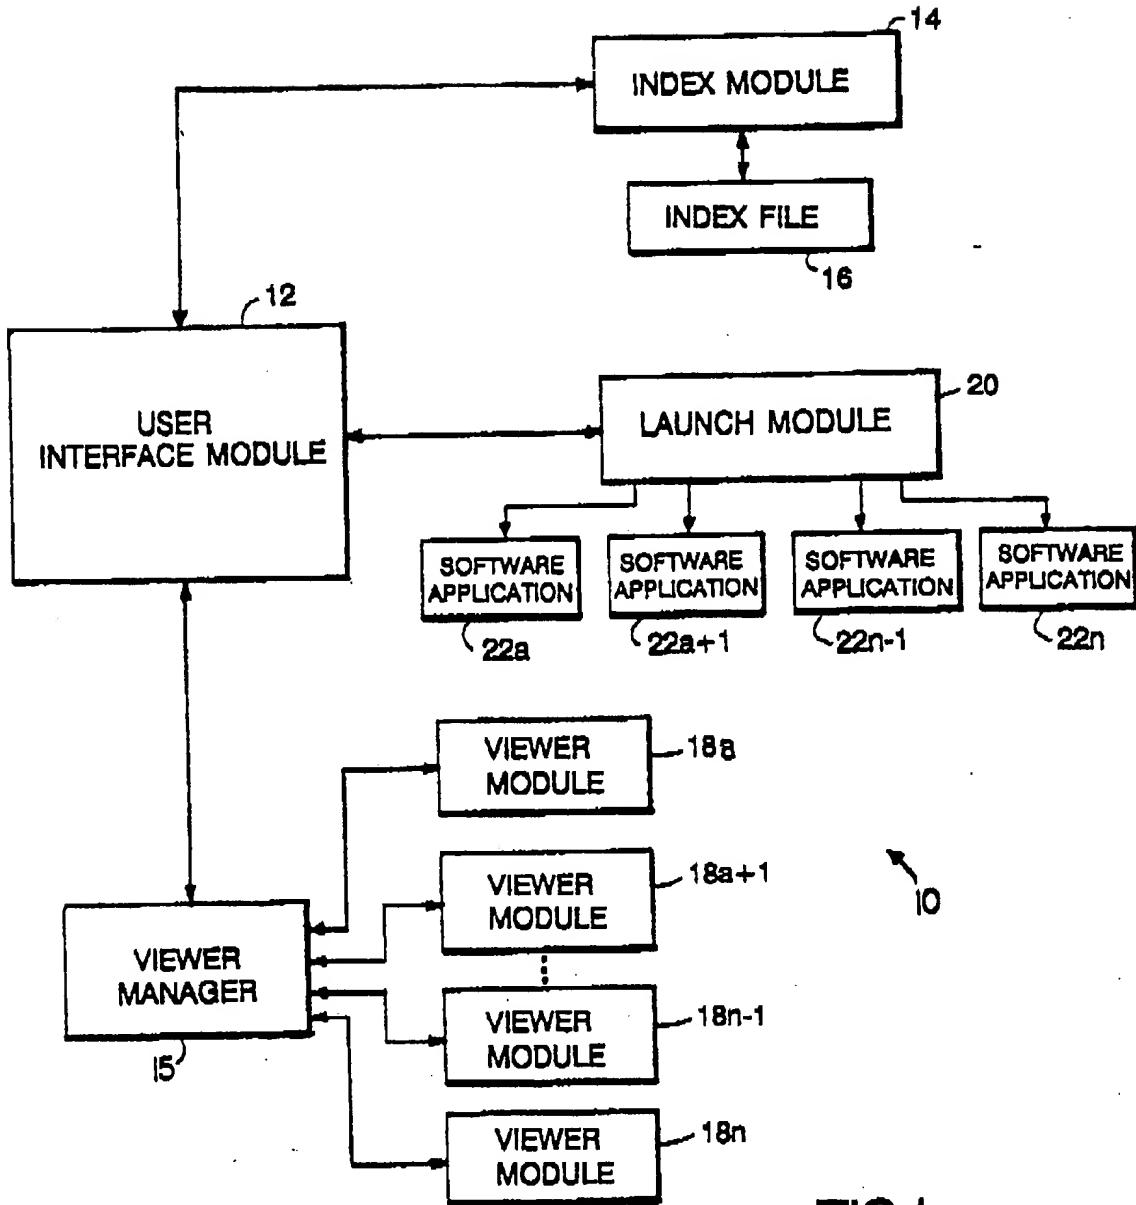 14
INDEX MODULE
INDEX FILE
16
12
USER
INTERFACE MODULE
20
LAUNCH MODULE
SOFTWARE
APPLICATION
22a
SOFTWARE
APPLICATION
22a+1
SOFTWARE
APPLICATION
22n-1
SOFTWARE
APPLICATION
22n
VIEWER
MODULE
18a
VIEWER
MODULE
18a+1
10
VIEWER
MANAGER
15
VIEWER
MODULE
18n-1
VIEWER
MODULE
18n